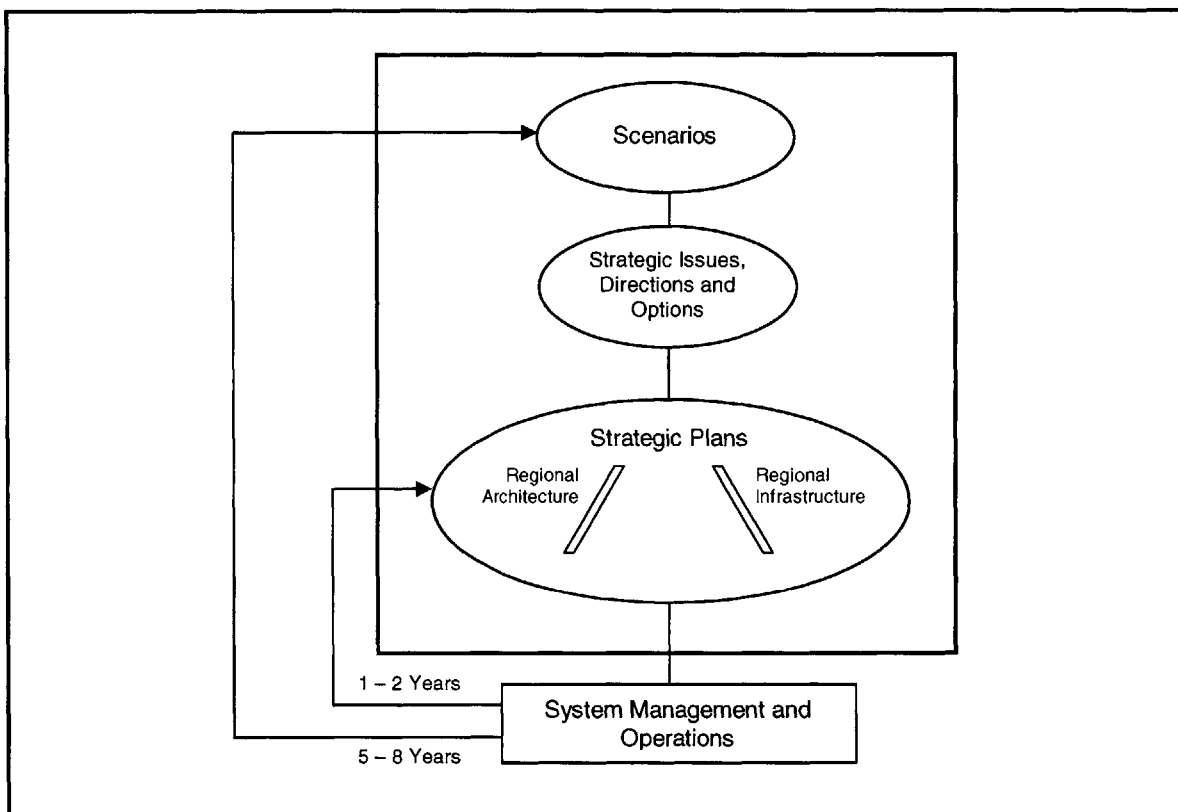 Scenarios
Strategic Issues,
Directions and
Options
Strategic Plans
Regional
Architecture
Regional
Infrastructure
1 – 2 Years
System Management and
Operations
5 – 8 Years